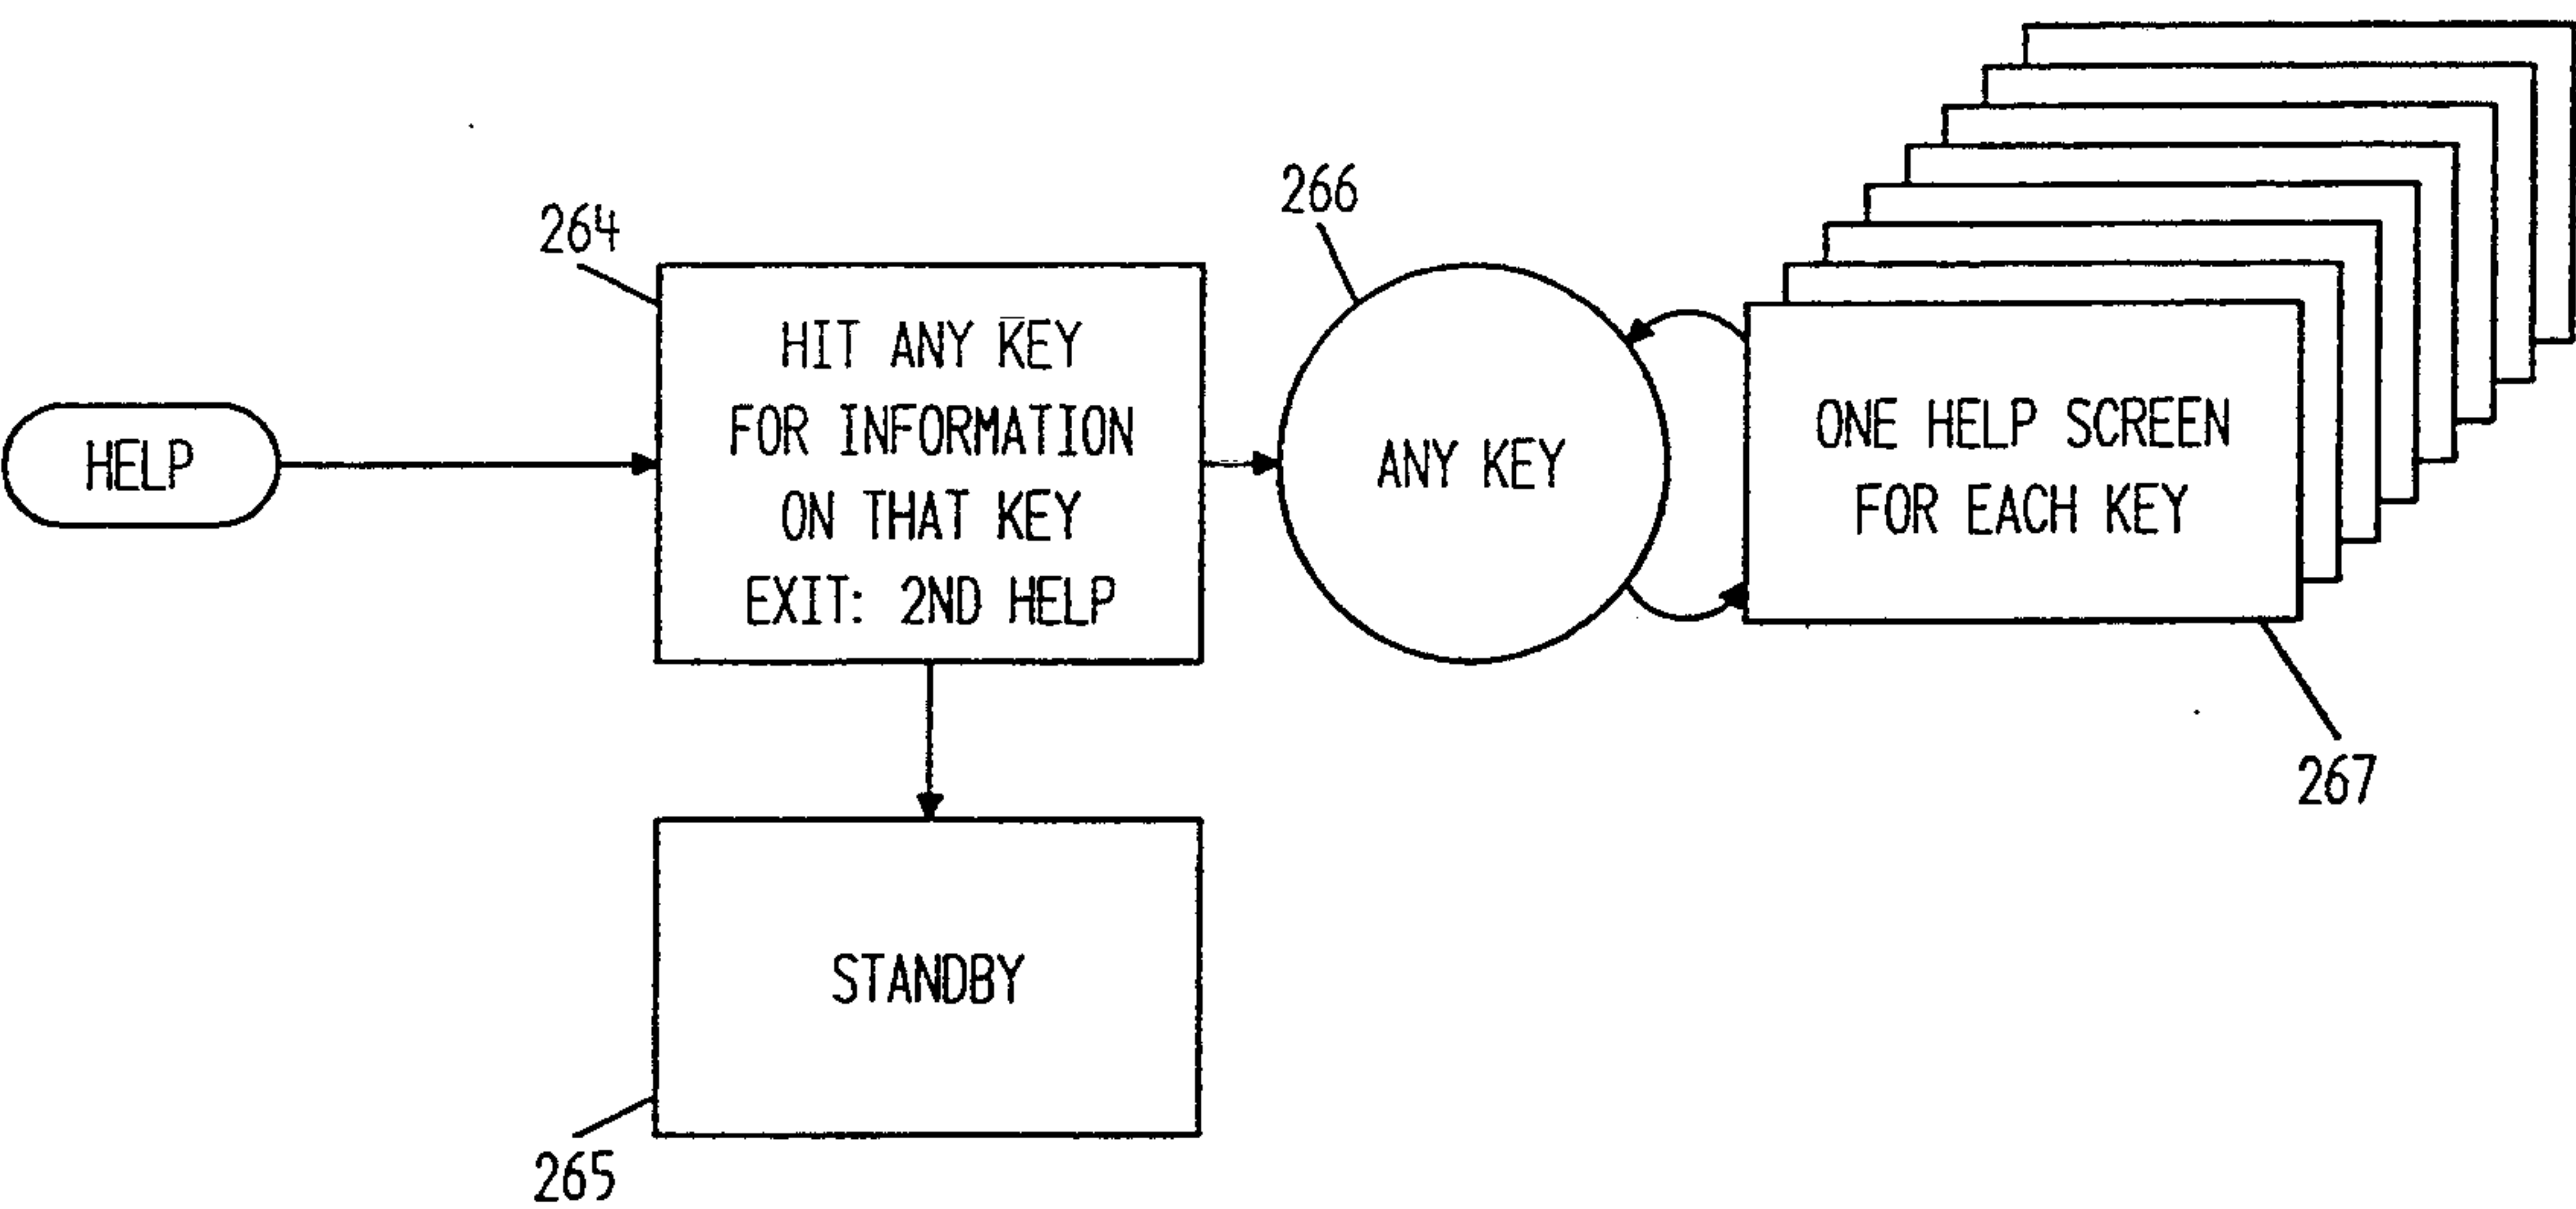 HELP
264
HIT ANY KEY
FOR INFORMATION
ON THAT KEY
EXIT: 2ND HELP
266
ANY KEY
ONE HELP SCREEN
FOR EACH KEY
267
STANDBY
265